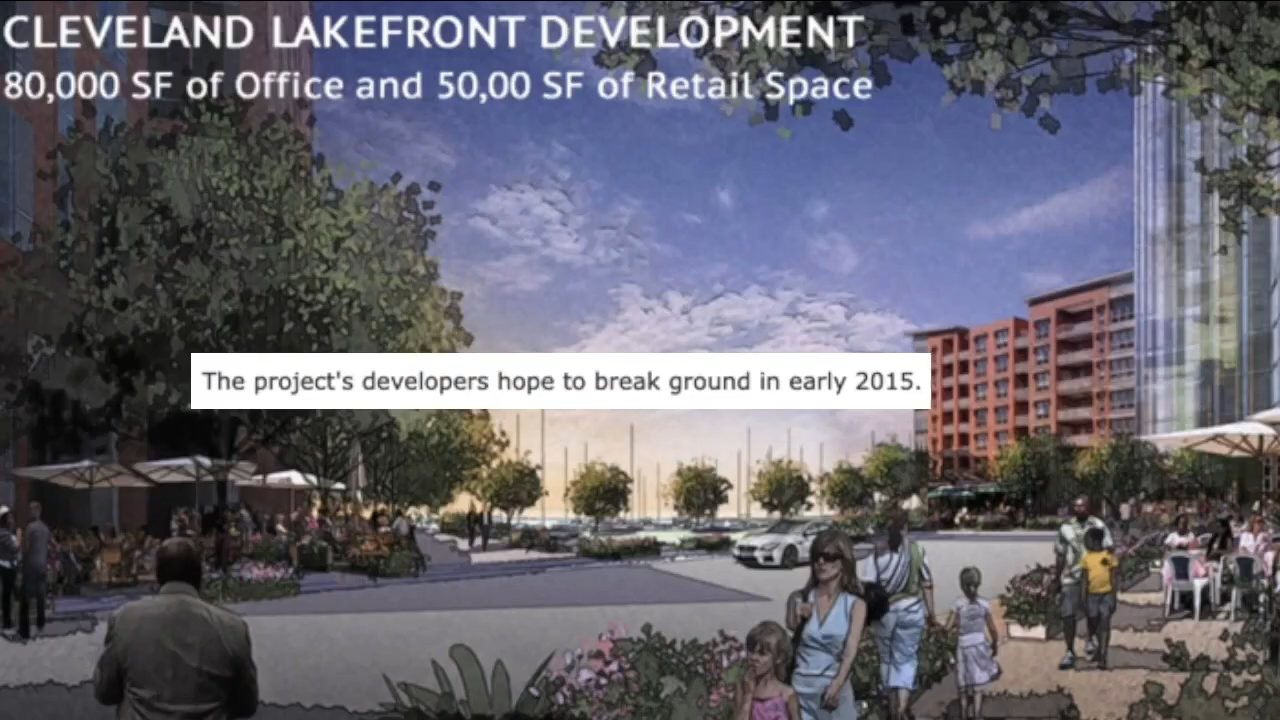 CLEVELAND LAKEFRONT DEVELOPMENT
80,000 SF of Office and 50,00 SF of Retail Space
The project's developers hope to break ground in early 2015.